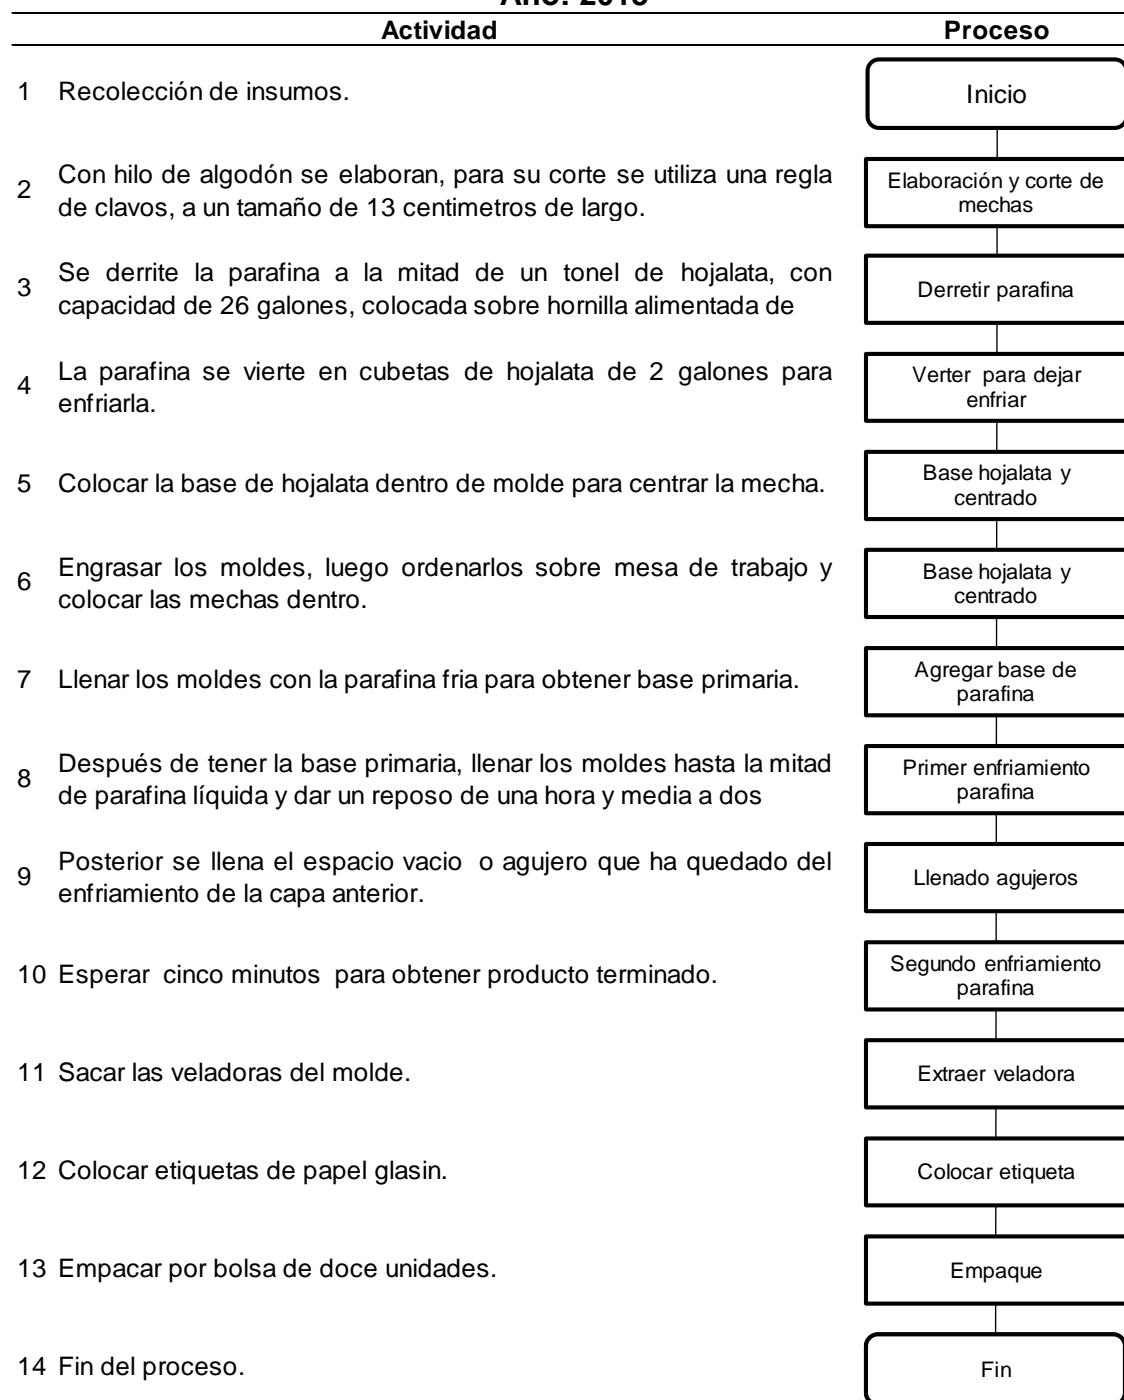 Actividad Proceso
1 Recolección de insumos. Inicio
2 Con hilo de algodón se elaboran, para su corte se utiliza una regla
de clavos, a un tamaño de 13 centimetros de largo.
Elaboración y corte de
mechas
3 Se derrite la parafina a la mitad de un tonel de hojalata, con
capacidad de 26 galones, colocada sobre hornilla alimentada de
Derretir parafina
4 La parafina se vierte en cubetas de hojalata de 2 galones para
enfriarla.
Verter para dejar
enfriar
5 Colocar la base de hojalata dentro de molde para centrar la mecha.
Base hojalata y
centrado
6 Engrasar los moldes, luego ordenarlos sobre mesa de trabajo y
colocar las mechas dentro.
Base hojalata y
centrado
7 Llenar los moldes con la parafina fria para obtener base primaria.
Agregar base de
parafina
8 Después de tener la base primaria, llenar los moldes hasta la mitad
de parafina líquida y dar un reposo de una hora y media a dos
Primer enfriamiento
parafina
9 Posterior se llena el espacio vacio o agujero que ha quedado del
enfriamiento de la capa anterior.
Llenado agujeros
10 Esperar cinco minutos para obtener producto terminado.
Segundo enfriamiento
parafina
11 Sacar las veladoras del molde. Extraer veladora
12 Colocar etiquetas de papel glasin. Colocar etiqueta
13 Empacar por bolsa de doce unidades. Empaque
14 Fin del proceso. Fin